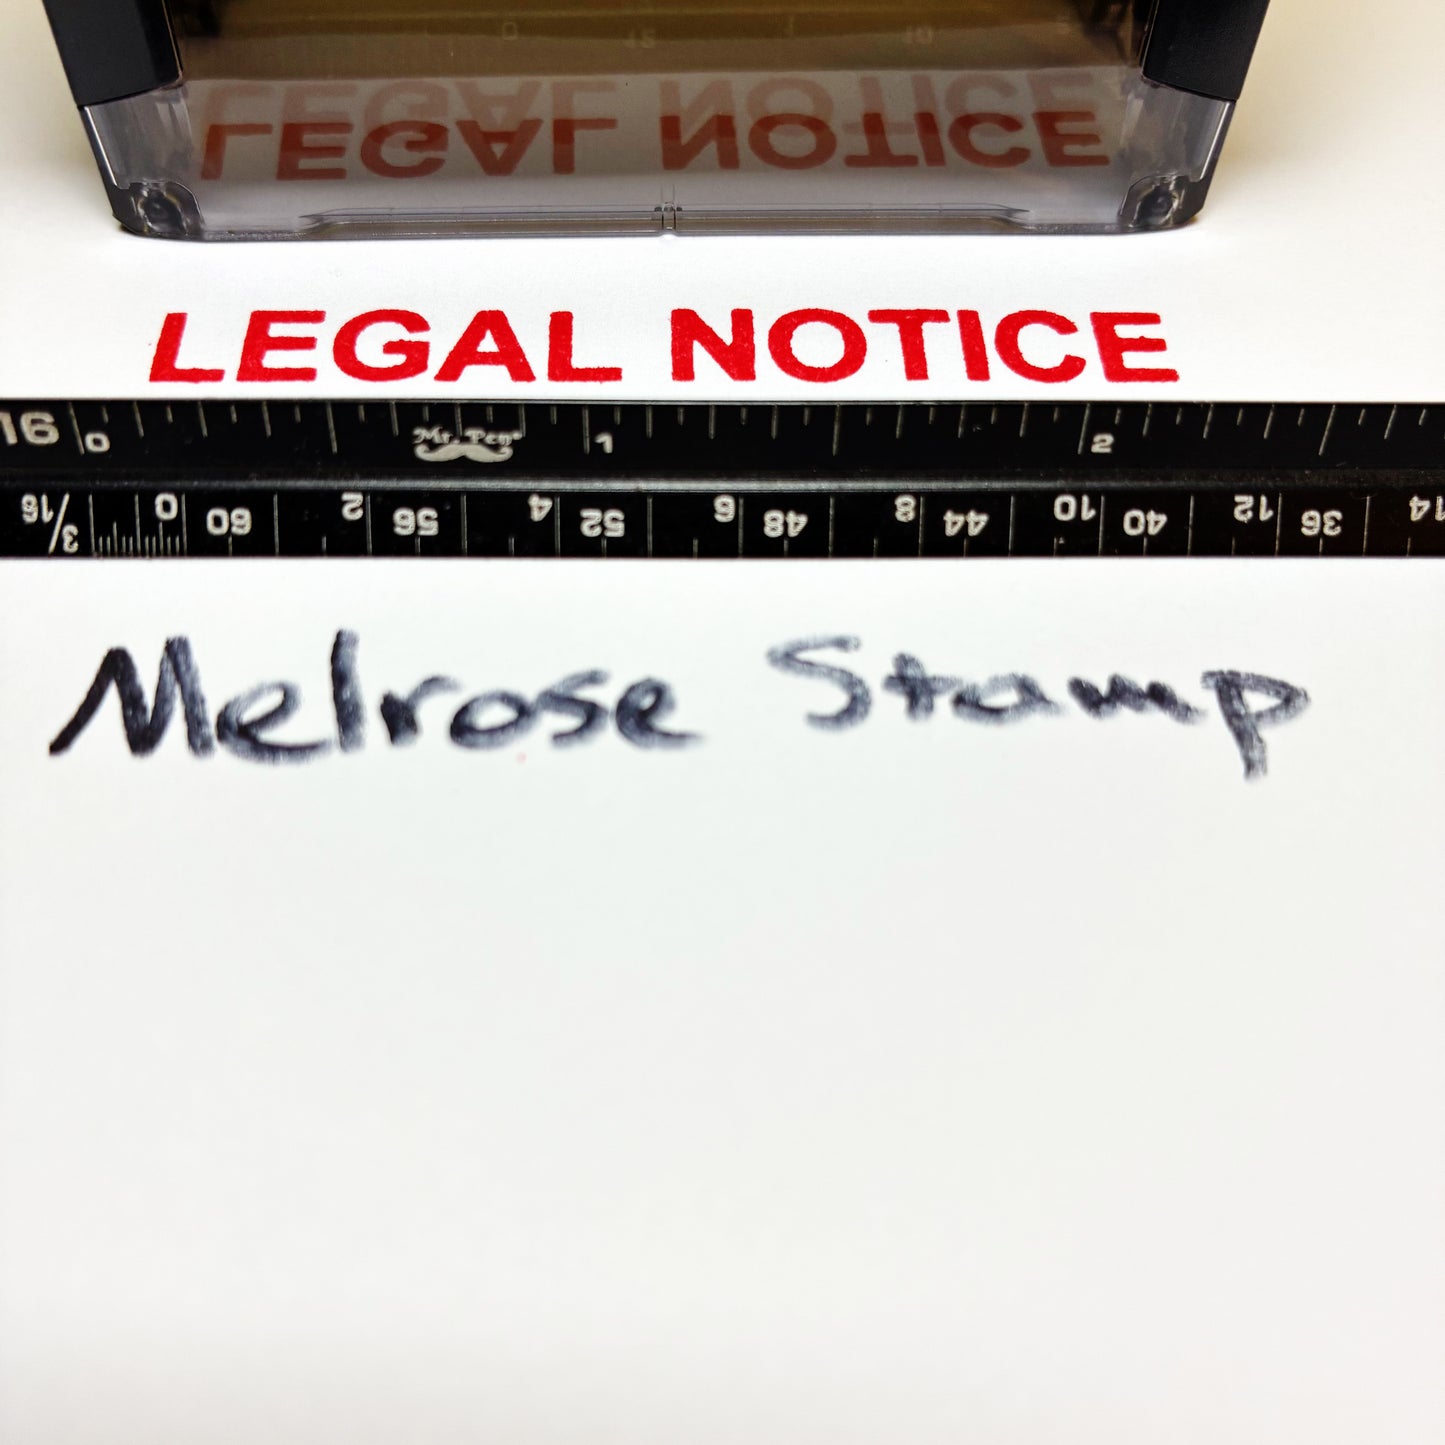 LEGAL NOTICE
LEGAL NOTICE
16 0 1 2
Mr. Pen
3/16 0 60 2 56 4 52 6 48 8 44 10 40 12 36 14
Melrose Stamp